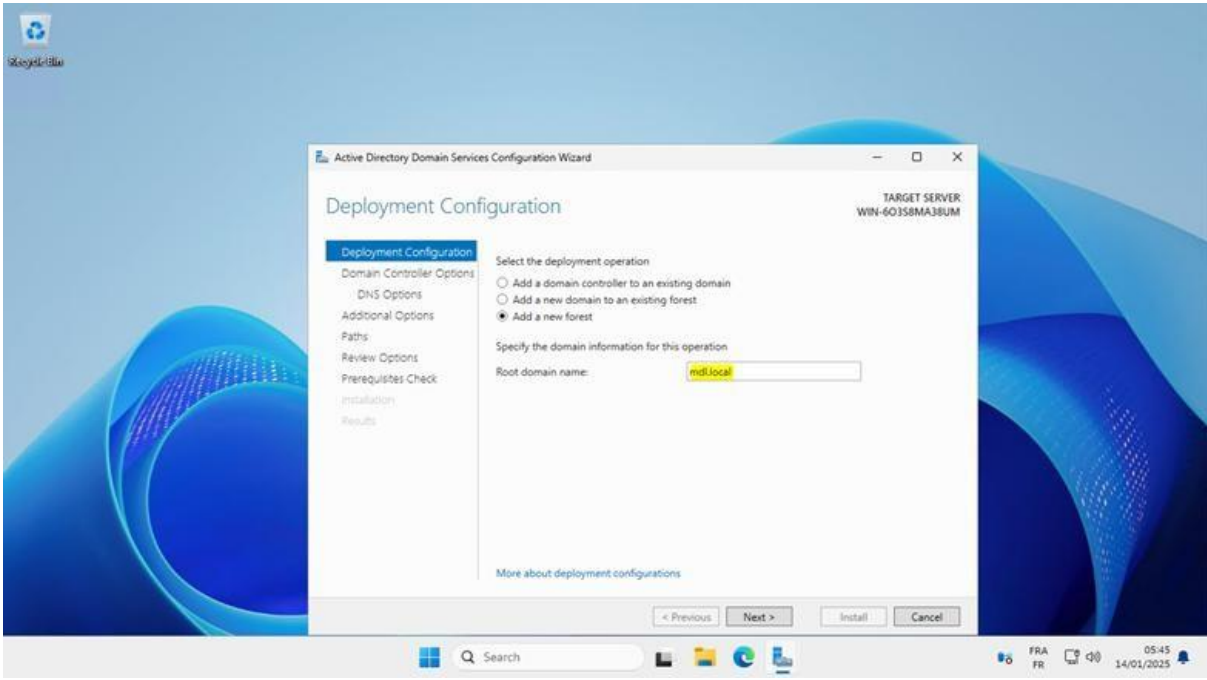 Recycle Bin
Active Directory Domain Services Configuration Wizard
Deployment Configuration
TARGET SERVER
WIN-6O3S8MA38UM
Deployment Configuration
Domain Controller Options
DNS Options
Additional Options
Paths
Review Options
Prerequisites Check
Installation
Results
Select the deployment operation
Add a domain controller to an existing domain
Add a new domain to an existing forest
Add a new forest
Specify the domain information for this operation
Root domain name:
mdl.local
More about deployment configurations
< Previous
Next >
Install
Cancel
Search
FRA
FR
05:45
14/01/2025